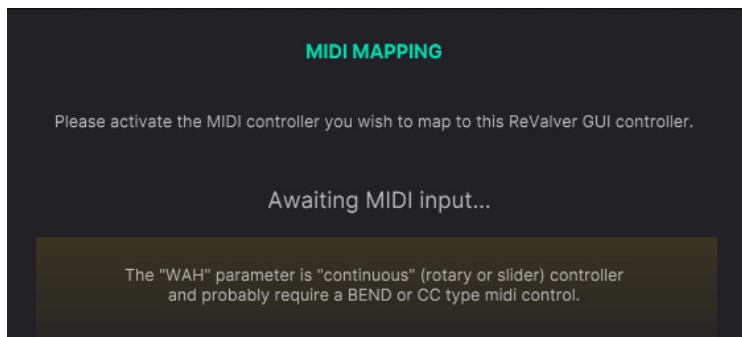 MIDI MAPPING
Please activate the MIDI controller you wish to map to this ReValver GUI controller.
Awaiting MIDI input...
The "WAH" parameter is "continuous" (rotary or slider) controller
and probably require a BEND or CC type midi control.